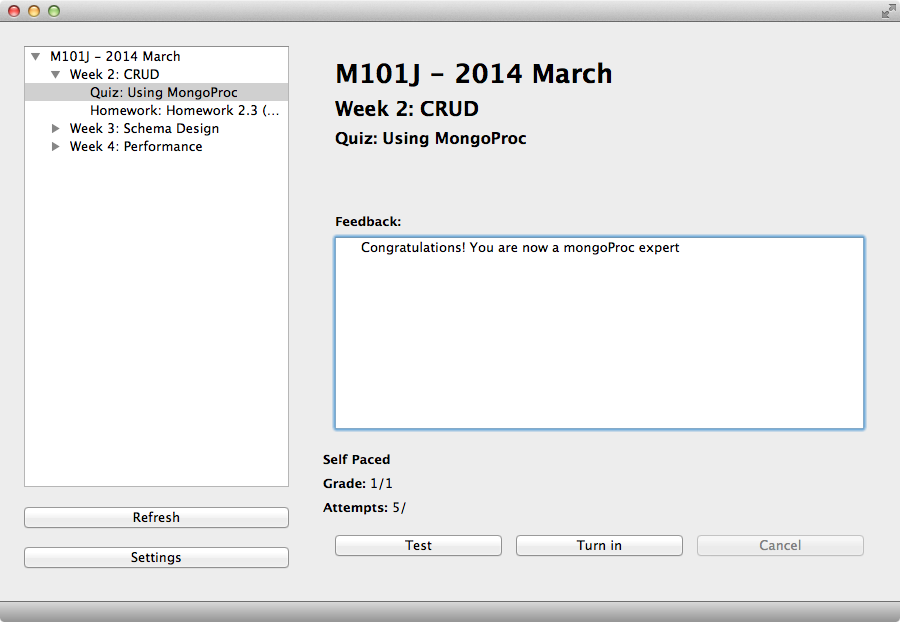 M101J – 2014 March
Week 2: CRUD
Quiz: Using MongoProc
Homework: Homework 2.3 (...
Week 3: Schema Design
Week 4: Performance
Refresh
Settings
M101J – 2014 March
Week 2: CRUD
Quiz: Using MongoProc
Feedback:
Congratulations! You are now a mongoProc expert
Self Paced
Grade: 1/1
Attempts: 5/
Test
Turn in
Cancel